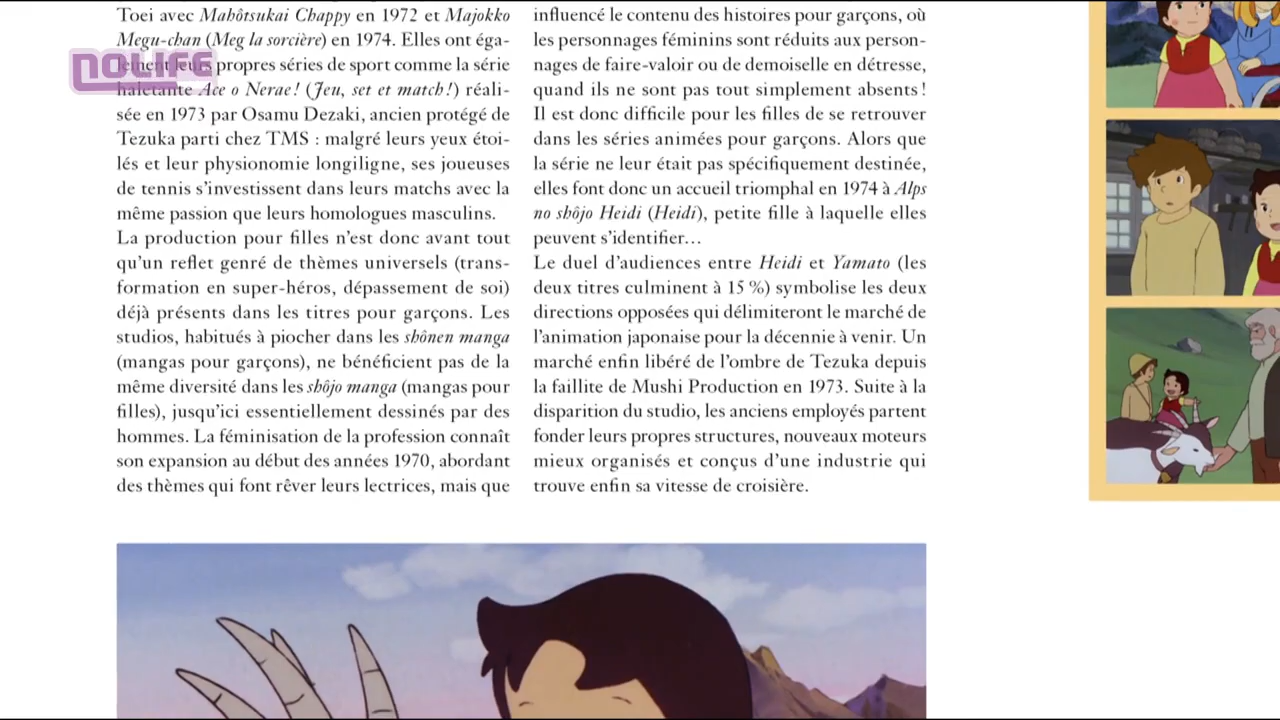 Toei avec Mahôtsukai Chappy en 1972 et Majokko
Megu-chan (Meg la sorcière) en 1974. Elles ont éga-
lement leurs propres séries de sport comme la série
haletante Ace o Nerae! (Jeu, set et match!) réali-
sée en 1973 par Osamu Dezaki, ancien protégé de
Tezuka parti chez TMS : malgré leurs yeux étoi-
lés et leur physionomie longiligne, ses joueuses
de tennis s’investissent dans leurs matchs avec la
même passion que leurs homologues masculins.
La production pour filles n’est donc avant tout
qu’un reflet genré de thèmes universels (trans-
formation en super-héros, dépassement de soi)
déjà présents dans les titres pour garçons. Les
studios, habitués à piocher dans les shônen manga
(mangas pour garçons), ne bénéficient pas de la
même diversité dans les shôjo manga (mangas pour
filles), jusqu’ici essentiellement dessinés par des
hommes. La féminisation de la profession connaît
son expansion au début des années 1970, abordant
des thèmes qui font rêver leurs lectrices, mais que
influencé le contenu des histoires pour garçons, où
les personnages féminins sont réduits aux person-
nages de faire-valoir ou de demoiselle en détresse,
quand ils ne sont pas tout simplement absents!
Il est donc difficile pour les filles de se retrouver
dans les séries animées pour garçons. Alors que
la série ne leur était pas spécifiquement destinée,
elles font donc un accueil triomphal en 1974 à Alps
no shôjo Heidi (Heidi), petite fille à laquelle elles
peuvent s’identifier…
Le duel d’audiences entre Heidi et Yamato (les
deux titres culminent à 15 %) symbolise les deux
directions opposées qui délimiteront le marché de
l’animation japonaise pour la décennie à venir. Un
marché enfin libéré de l’ombre de Tezuka depuis
la faillite de Mushi Production en 1973. Suite à la
disparition du studio, les anciens employés partent
fonder leurs propres structures, nouveaux moteurs
mieux organisés et conçus d’une industrie qui
trouve enfin sa vitesse de croisière.
NOLIFE